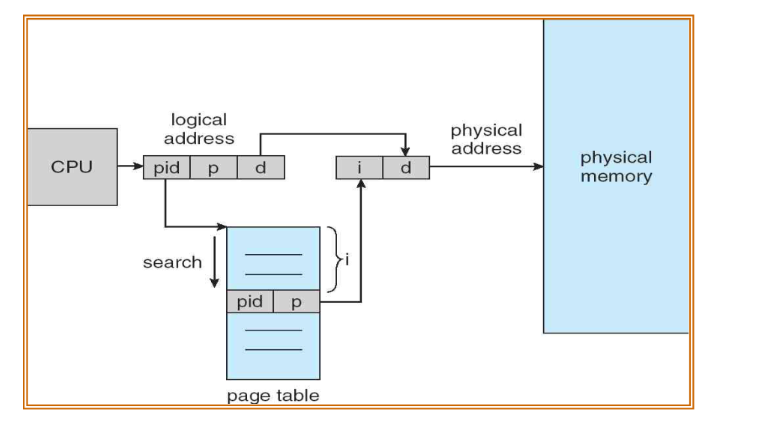 logical
address
physical
address
CPU
pid p d
i d
physical
memory
search
i
pid p
page table